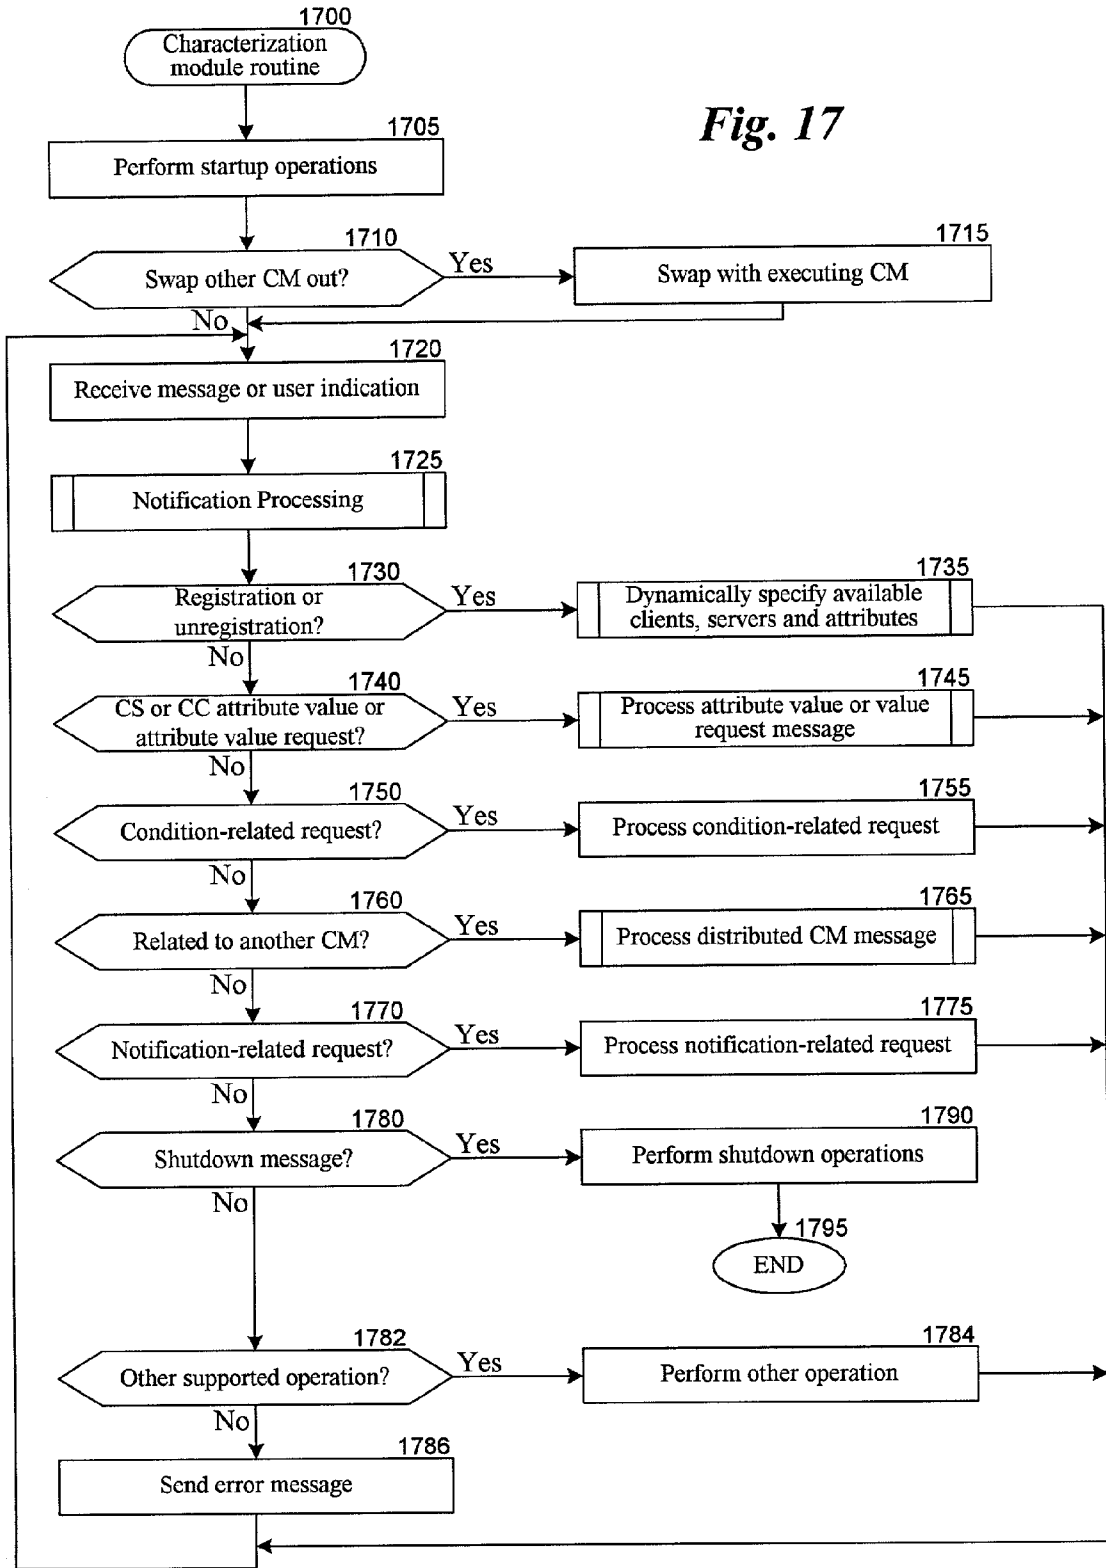 1700
Characterization
module routine
Fig. 17
1705
Perform startup operations
1710
Swap other CM out?
Yes
1715
Swap with executing CM
No
1720
Receive message or user indication
1725
Notification Processing
1730
Registration or
unregistration?
Yes
1735
Dynamically specify available
clients, servers and attributes
No
1740
CS or CC attribute value or
attribute value request?
Yes
1745
Process attribute value or value
request message
No
1750
Condition-related request?
Yes
1755
Process condition-related request
No
1760
Related to another CM?
Yes
1765
Process distributed CM message
No
1770
Notification-related request?
Yes
1775
Process notification-related request
No
1780
Shutdown message?
Yes
1790
Perform shutdown operations
No
1795
END
1782
Other supported operation?
Yes
1784
Perform other operation
No
1786
Send error message